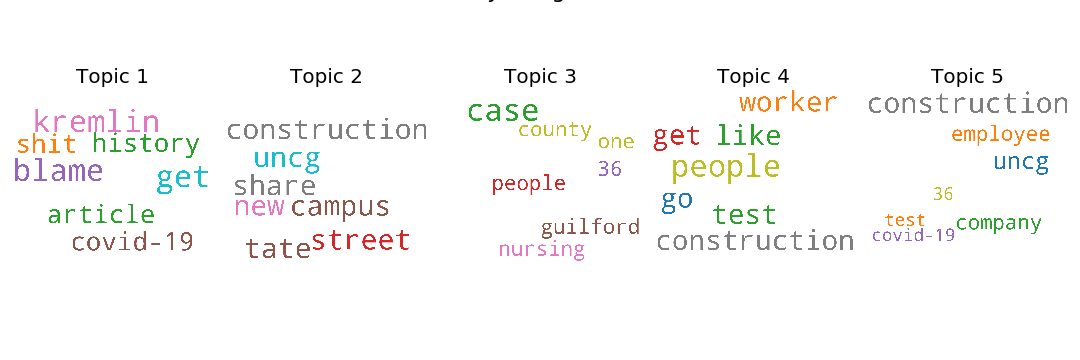 Topic 1
kremlin
shit history
blame get
article
covid-19
Topic 2
construction
uncg
share
new campus
tate street
Topic 3
case
county
one
36
people
guilford
nursing
Topic 4
worker
get like
people
go
test
construction
Topic 5
construction
employee
uncg
36
test company
covid-19